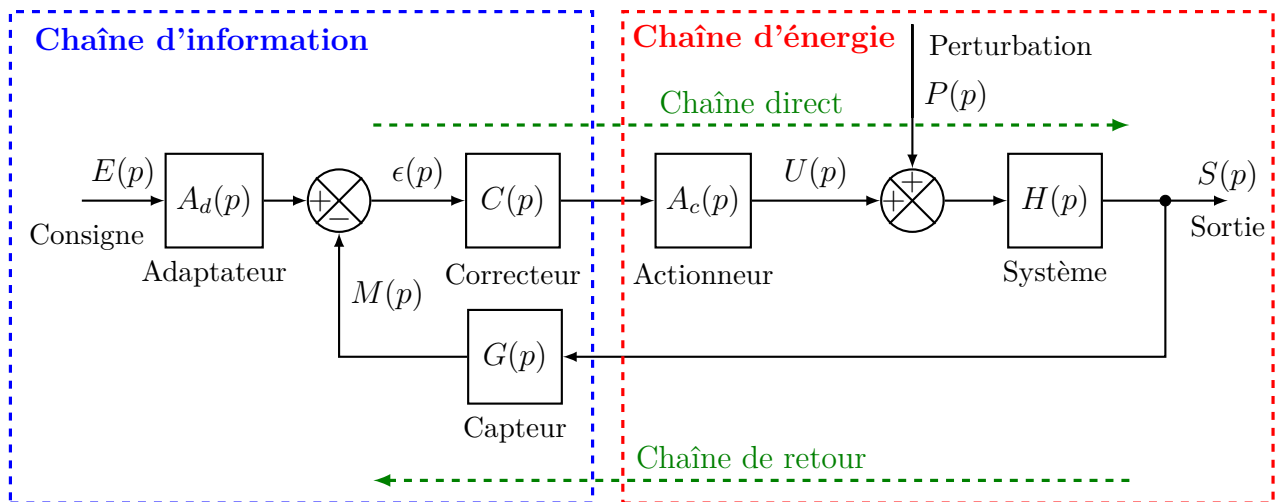 Chaîne d'information
Chaîne d'énergie
Perturbation
P(p)
Chaîne direct
E(p)
Consigne
A_d(p)
Adaptateur
+
−
ϵ(p)
C(p)
Correcteur
A_c(p)
Actionneur
U(p)
+
+
H(p)
Système
S(p)
Sortie
M(p)
G(p)
Capteur
Chaîne de retour